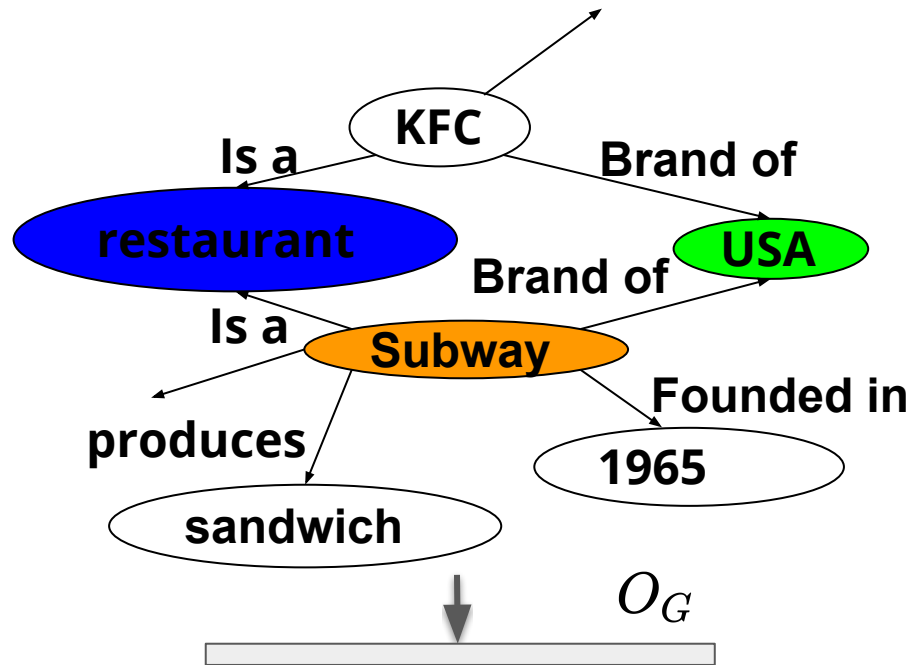 KFC
Is a
Brand of
restaurant
USA
Brand of
Is a
Subway
Founded in
produces
1965
sandwich
O_G